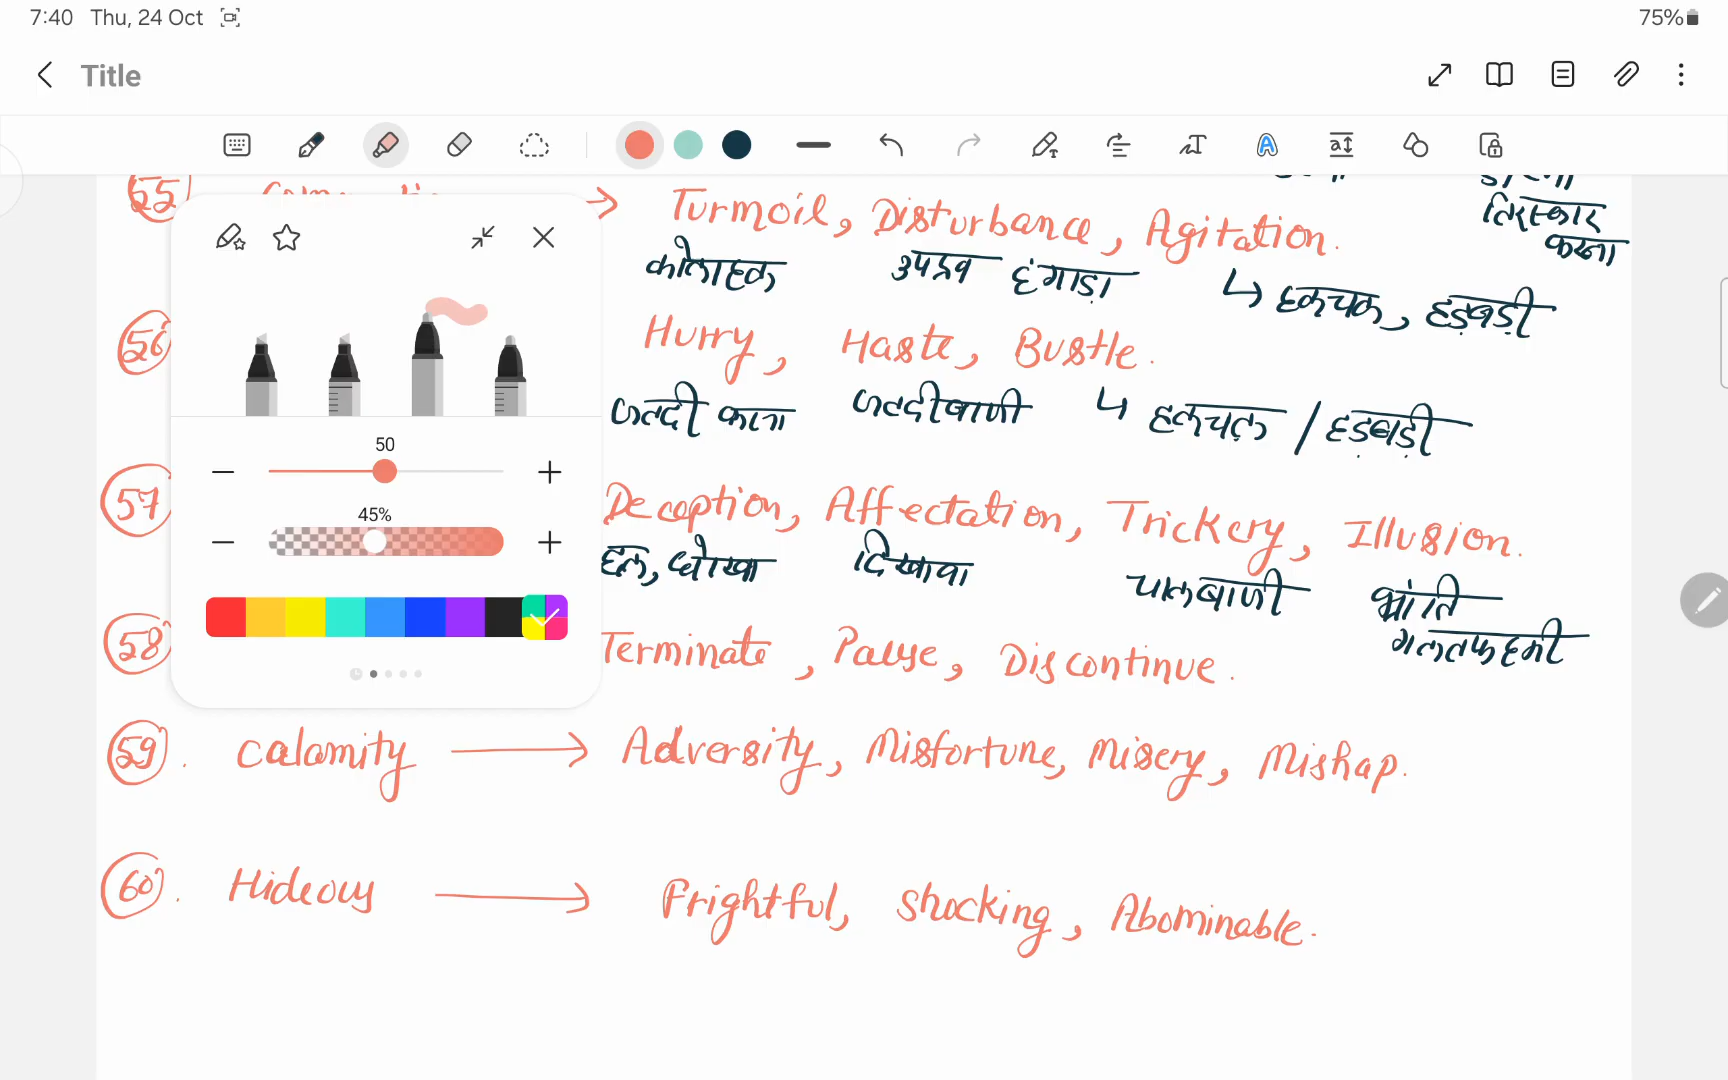 7:40 Thu, 24 Oct 75%
Title
करना डालना
तिरस्कार
करना
55 → Turmoil, Disturbance, Agitation.
कोलाहल उपद्रव दंगाड़ा ↳ हलचल, हड़बड़ी
56 Hurry, Haste, Bustle.
जल्दी करना जल्दीबाजी ↳ हलचल / हड़बड़ी
50
57 Deception, Affectation, Trickery, Illusion.
45%
छल, धोखा दिखावा चालबाजी भ्रांति
गलतफहमी
58 Terminate, Pause, Discontinue.
59. Calamity → Adversity, Misfortune, Misery, Mishap.
60. Hideous → Frightful, Shocking, Abominable.